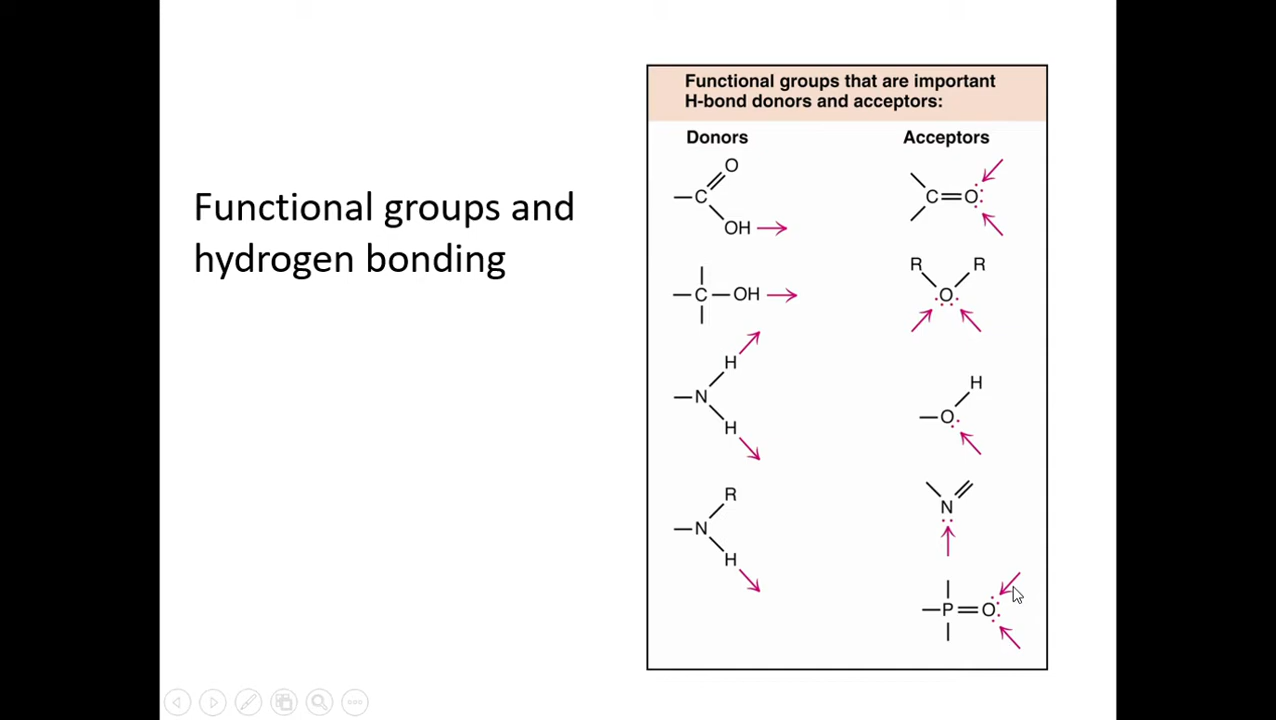 Functional groups and
hydrogen bonding
Functional groups that are important
H-bond donors and acceptors:
Donors
Acceptors
O
C
OH
C=O
C
OH
R
R
O
H
N
H
H
O
R
N
H
N
P=O